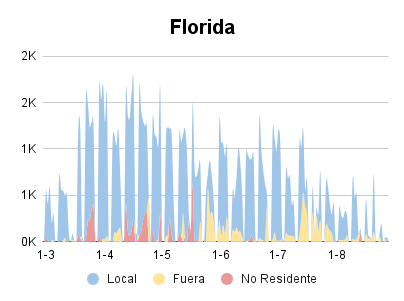 Florida
2K
2K
1K
1K
0K
1-3 1-4 1-5 1-6 1-7 1-8
Local Fuera No Residente